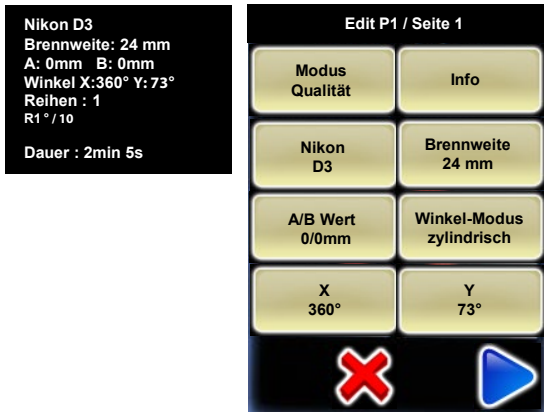 Nikon D3
Brennweite: 24 mm
A: 0mm B: 0mm
Winkel X:360° Y: 73°
Reihen : 1
R1 ° / 10
Dauer : 2min 5s
Edit P1 / Seite 1
Modus
Qualität
Info
Nikon
D3
Brennweite
24 mm
A/B Wert
0/0mm
Winkel-Modus
zylindrisch
X
360°
Y
73°